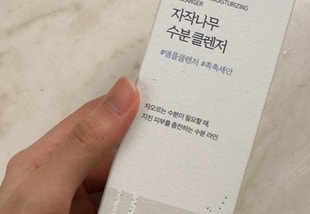 MOISTURIZING
CLEANSER
자작나무
수분 클렌저
#앰플클렌저 #촉촉세안
차오르는 수분이 필요할 때,
지친 피부를 충전하는 수분 라인